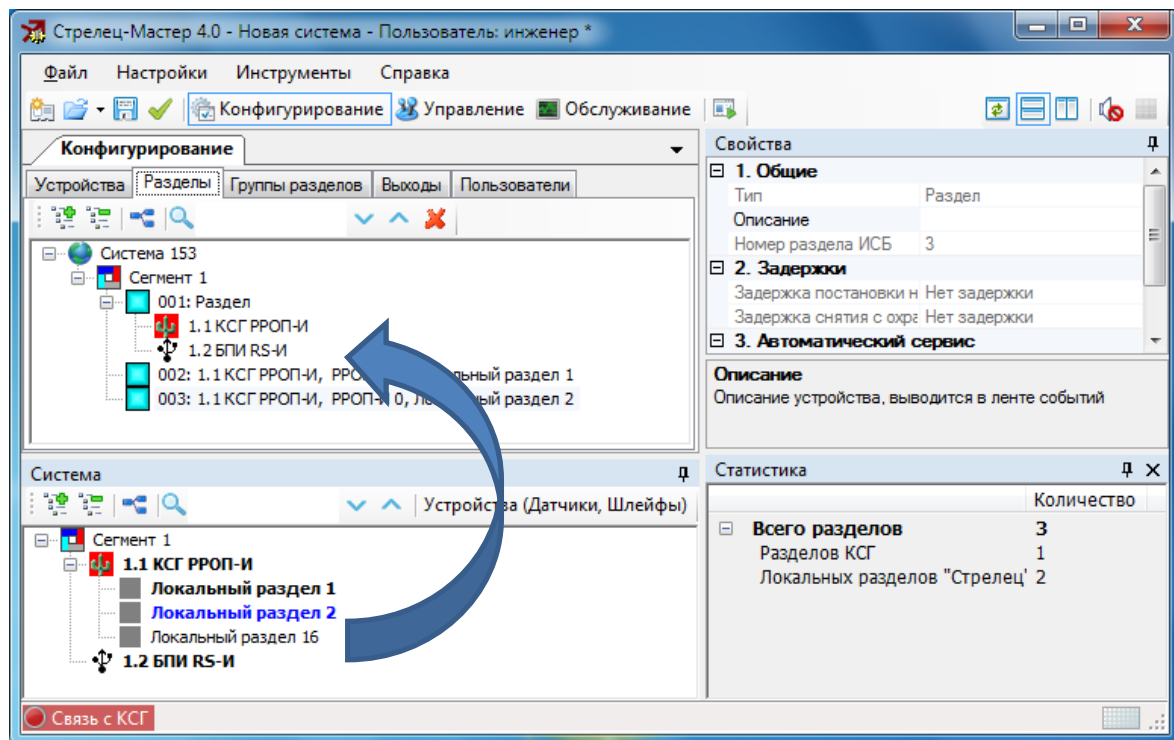 Стрелец-Мастер 4.0 - Новая система - Пользователь: инженер *
Файл Настройки Инструменты Справка
Конфигурирование Управление Обслуживание
Конфигурирование
Устройства Разделы Группы разделов Выходы Пользователи
Система 153
Сегмент 1
001: Раздел
1.1 КСГ РРОП-И
1.2 БПИ RS-И
002: 1.1 КСГ РРОП-И, РРО льный раздел 1
003: 1.1 КСГ РРОП-И, РРОП-И 0, Ло ый раздел 2
Свойства
1. Общие
Тип Раздел
Описание
Номер раздела ИСБ 3
2. Задержки
Задержка постановки н Нет задержки
Задержка снятия с охра Нет задержки
3. Автоматический сервис
Описание
Описание устройства, выводится в ленте событий
Система
Устройства (Датчики, Шлейфы)
Сегмент 1
1.1 КСГ РРОП-И
Локальный раздел 1
Локальный раздел 2
Локальный раздел 16
1.2 БПИ RS-И
Статистика
Количество
Всего разделов 3
Разделов КСГ 1
Локальных разделов "Стрелец" 2
Связь с КСГ